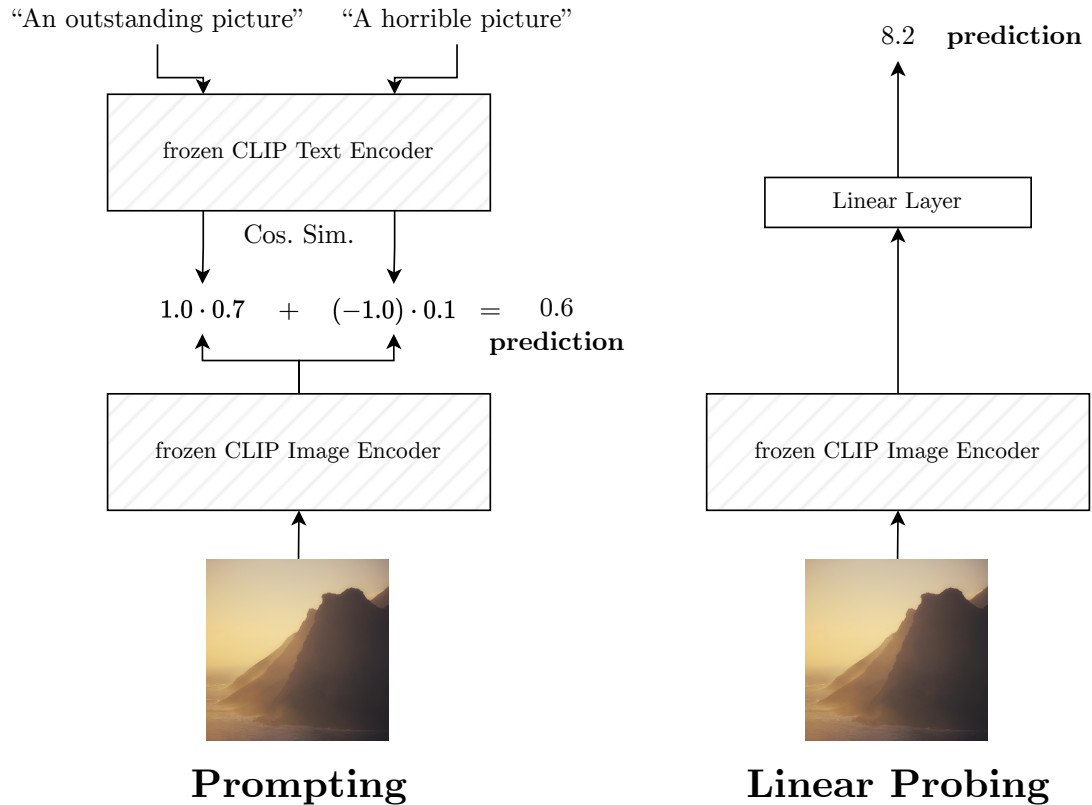 “An outstanding picture” “A horrible picture”
frozen CLIP Text Encoder
Cos. Sim.
1.0 · 0.7 + (−1.0) · 0.1 = 0.6
prediction
frozen CLIP Image Encoder
Prompting
8.2 prediction
Linear Layer
frozen CLIP Image Encoder
Linear Probing